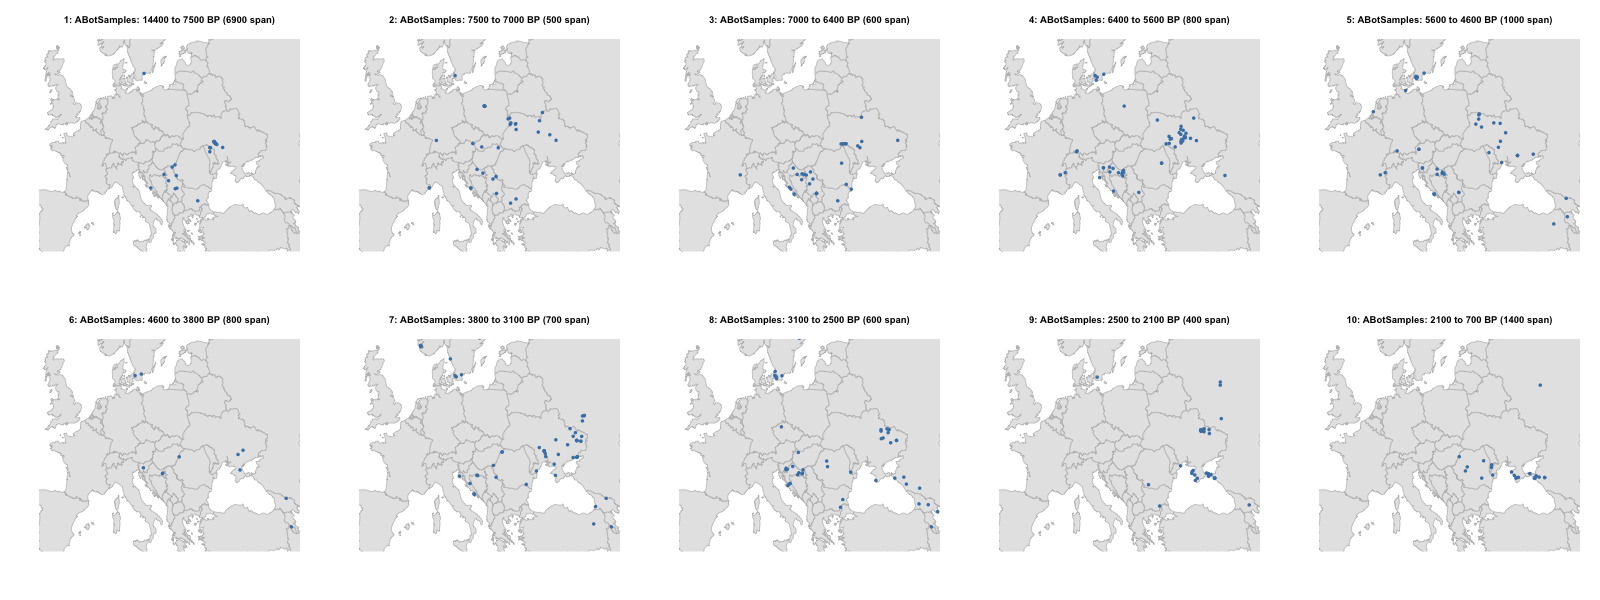 1: ABotSamples: 14400 to 7500 BP (6900 span)
2: ABotSamples: 7500 to 7000 BP (500 span)
3: ABotSamples: 7000 to 6400 BP (600 span)
4: ABotSamples: 6400 to 5600 BP (800 span)
5: ABotSamples: 5600 to 4600 BP (1000 span)
6: ABotSamples: 4600 to 3800 BP (800 span)
7: ABotSamples: 3800 to 3100 BP (700 span)
8: ABotSamples: 3100 to 2500 BP (600 span)
9: ABotSamples: 2500 to 2100 BP (400 span)
10: ABotSamples: 2100 to 700 BP (1400 span)